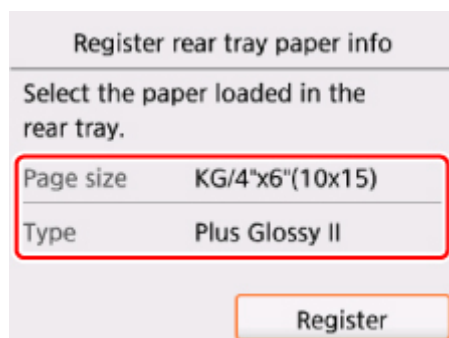 Register rear tray paper info
Select the paper loaded in the
rear tray.
Page size KG/4"x6"(10x15)
Type Plus Glossy II
Register